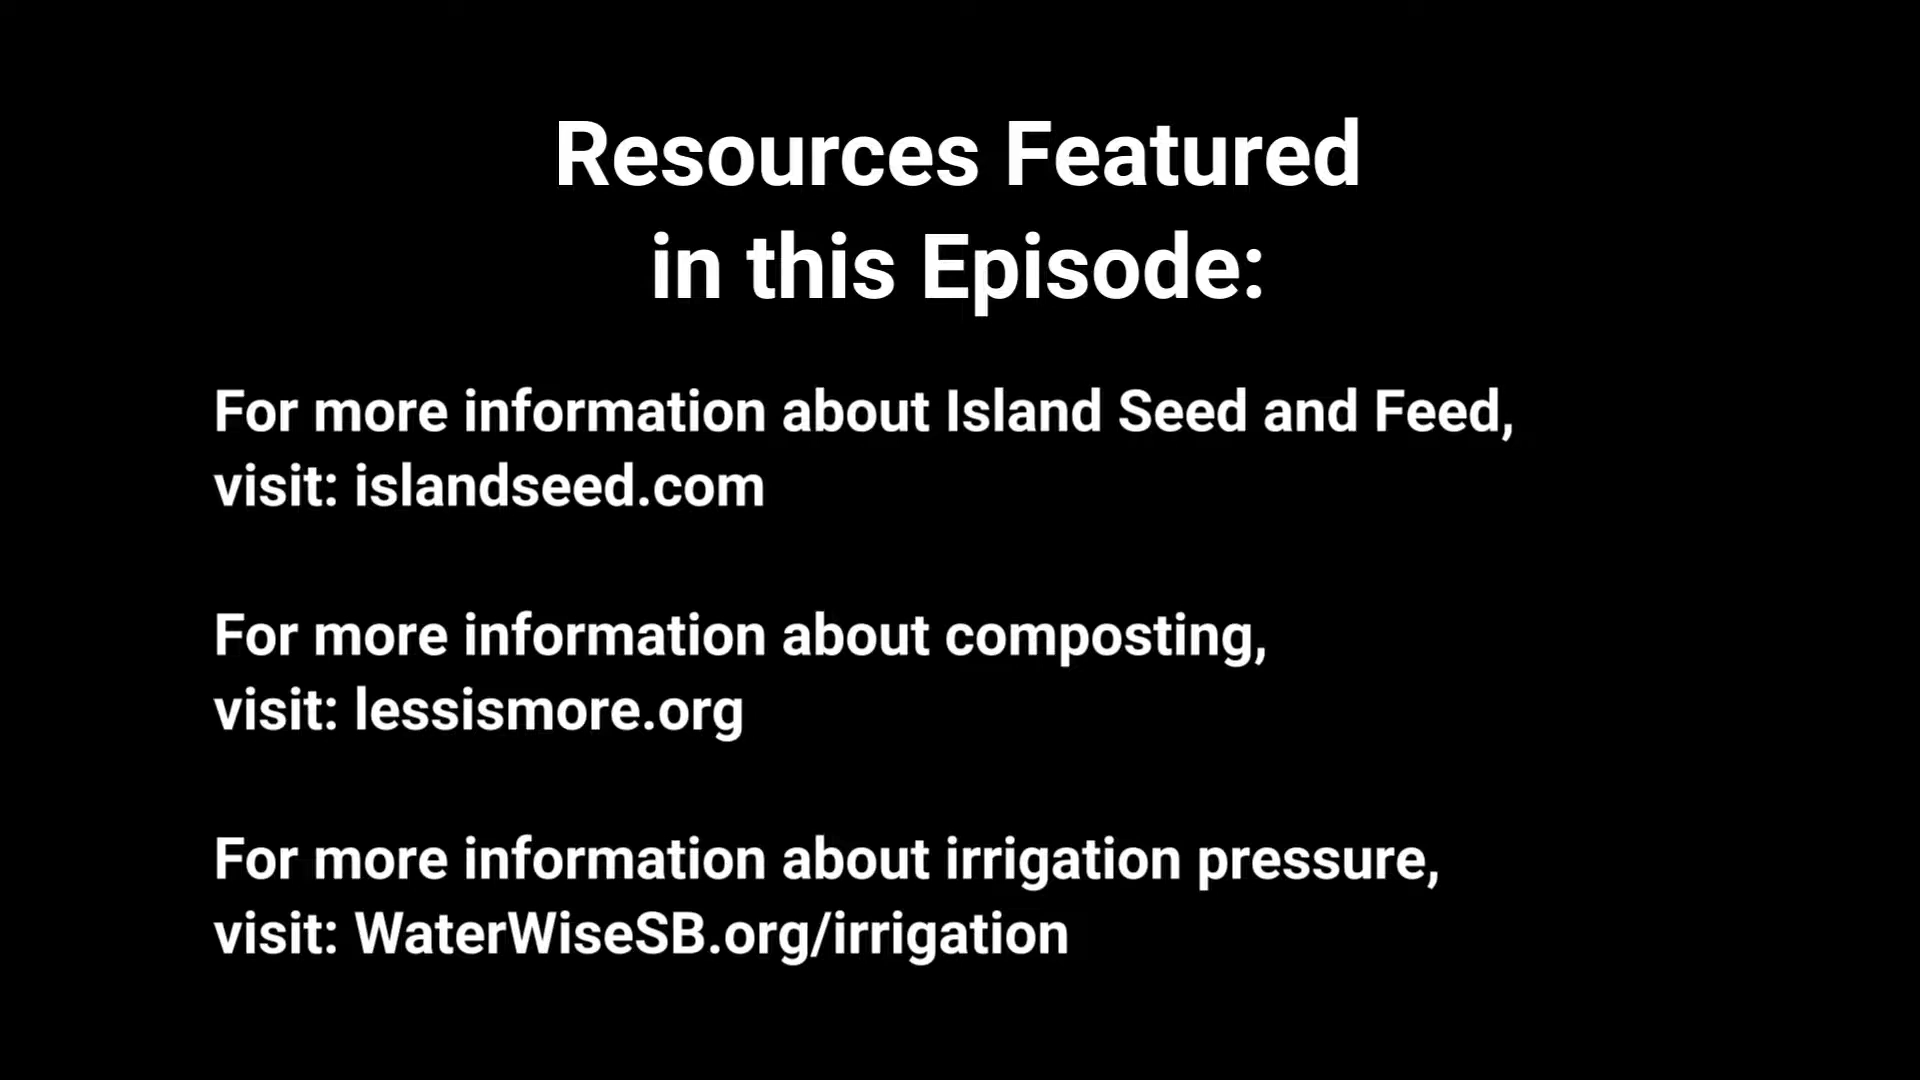 Resources Featured
in this Episode:
For more information about Island Seed and Feed,
visit: islandseed.com
For more information about composting,
visit: lessismore.org
For more information about irrigation pressure,
visit: WaterWiseSB.org/irrigation